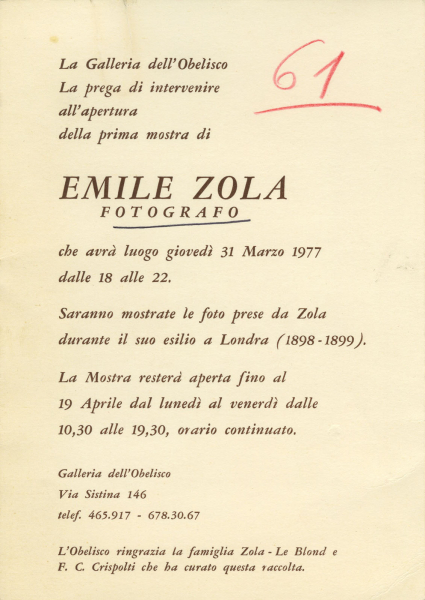 La Galleria dell'Obelisco
61
La prega di intervenire
all'apertura
della prima mostra di
EMILE ZOLA
FOTOGRAFO
che avrà luogo giovedì 31 Marzo 1977
dalle 18 alle 22.
Saranno mostrate le foto prese da Zola
durante il suo esilio a Londra (1898-1899).
La Mostra resterà aperta fino al
19 Aprile dal lunedì al venerdì dalle
10,30 alle 19,30, orario continuato.
Galleria dell'Obelisco
Via Sistina 146
telef. 465.917 - 678.30.67
L'Obelisco ringrazia la famiglia Zola - Le Blond e
F. C. Crispolti che ha curato questa raccolta.